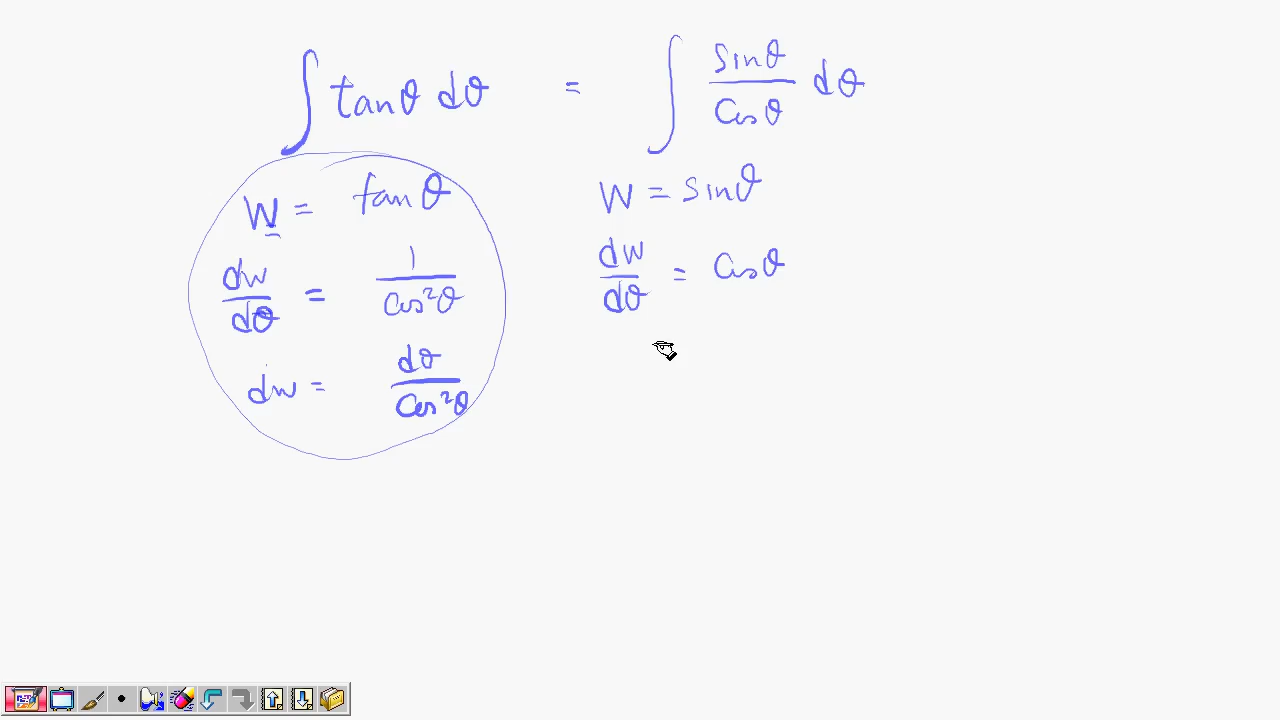 ∫ tanθ dθ = ∫ sinθ/cosθ dθ
W = tanθ
dw/dθ = 1/cos²θ
dw = dθ/cos²θ
W = sinθ
dw/dθ = cosθ